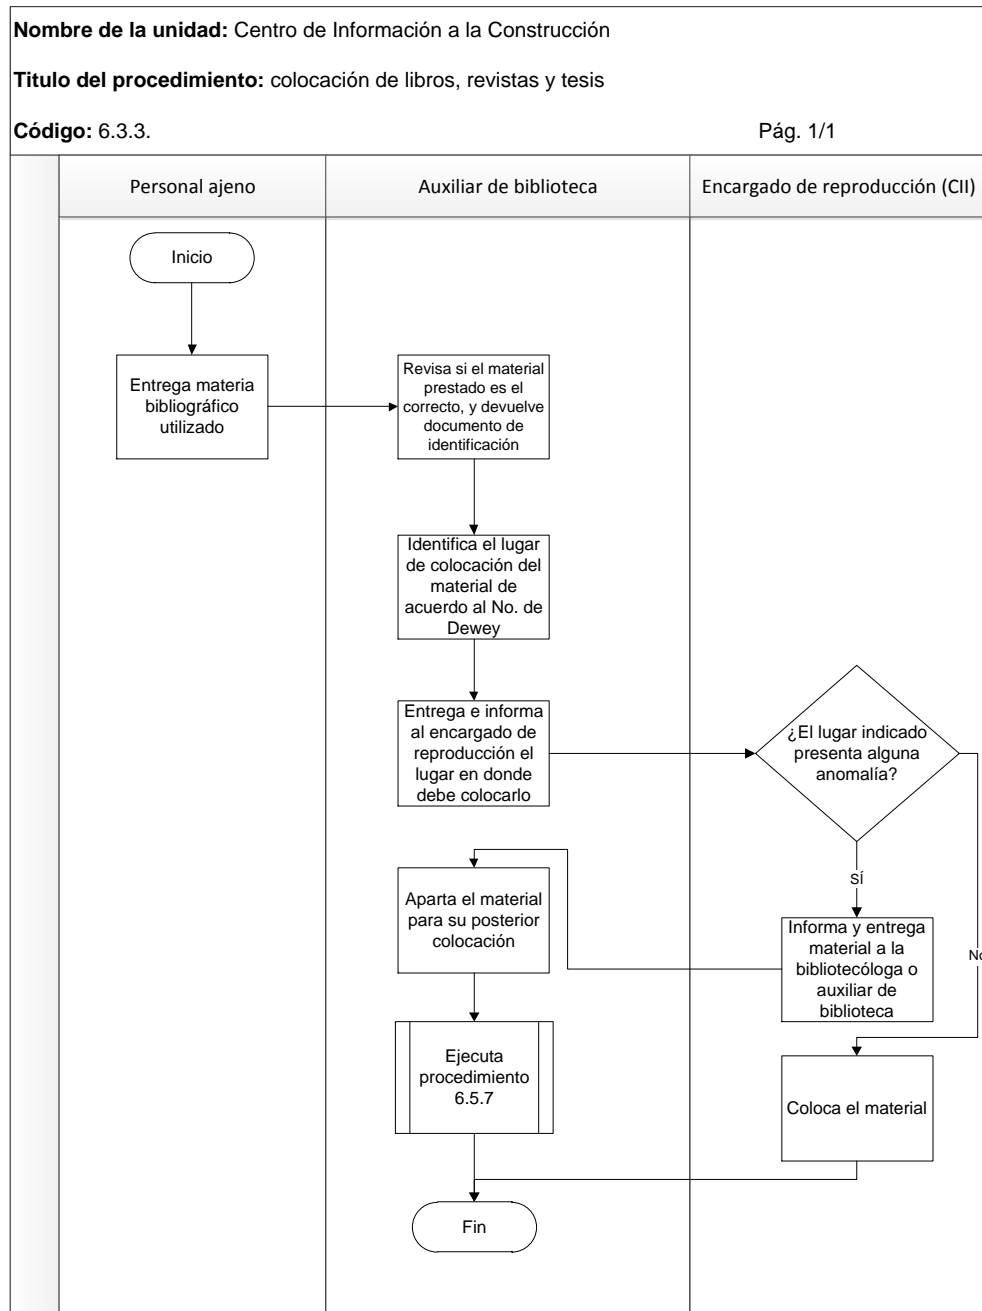 Nombre de la unidad: Centro de Información a la Construcción
Titulo del procedimiento: colocación de libros, revistas y tesis
Código: 6.3.3.
Pág. 1/1
Personal ajeno
Auxiliar de biblioteca
Encargado de reproducción (CII)
Inicio
Entrega materia
bibliográfico
utilizado
Revisa si el material
prestado es el
correcto, y devuelve
documento de
identificación
Identifica el lugar
de colocación del
material de
acuerdo al No. de
Dewey
Entrega e informa
al encargado de
reproducción el
lugar en donde
debe colocarlo
¿El lugar indicado
presenta alguna
anomalía?
SÍ
No
Informa y entrega
material a la
bibliotecóloga o
auxiliar de
biblioteca
Aparta el material
para su posterior
colocación
Ejecuta
procedimiento
6.5.7
Coloca el material
Fin